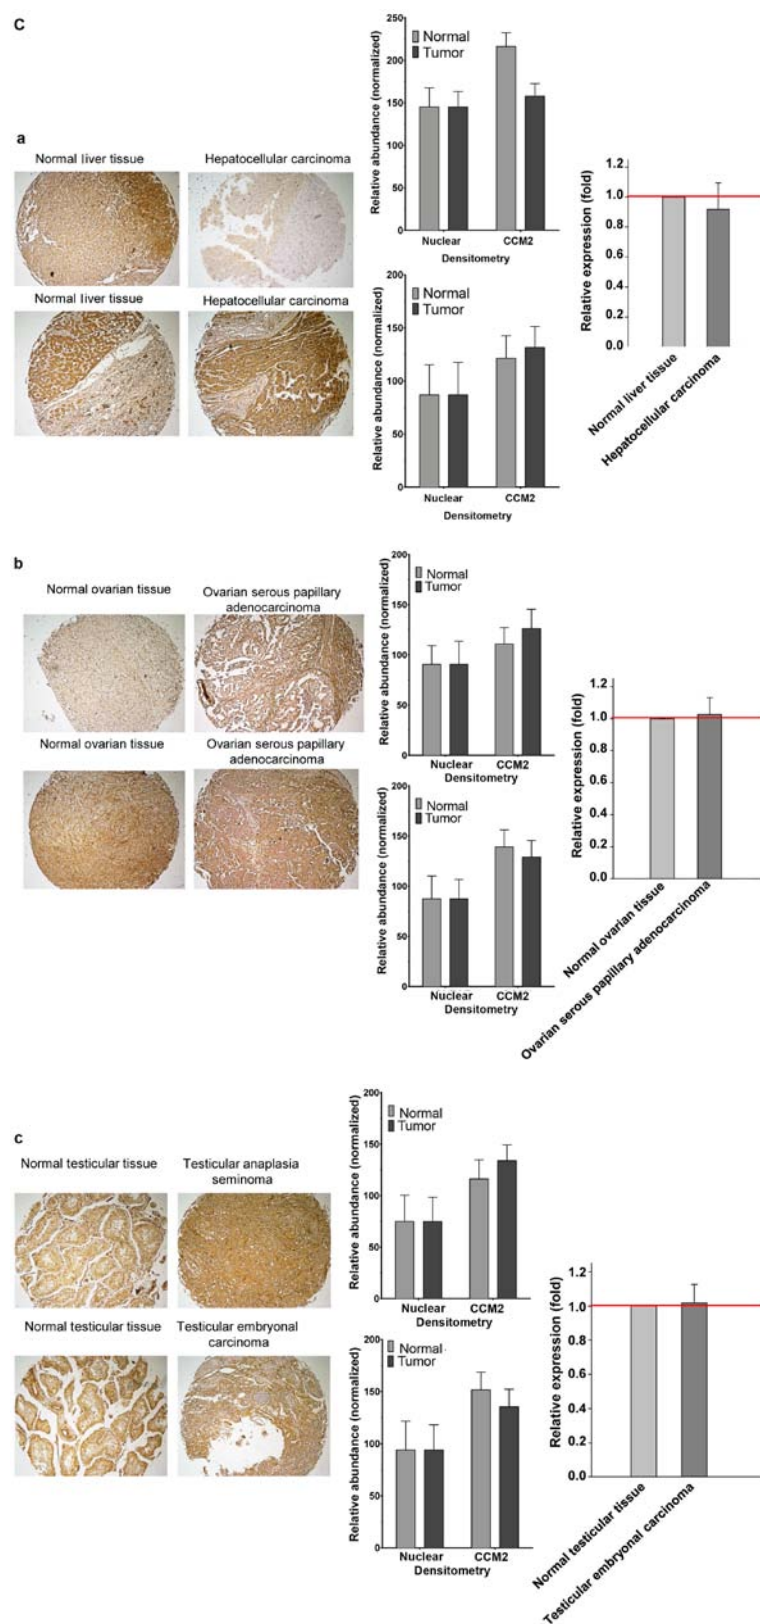 C
a
Normal liver tissue
Hepatocellular carcinoma
Normal liver tissue
Hepatocellular carcinoma
Relative abundance (normalized)
250
200
150
100
50
0
Normal
Tumor
Nuclear
CCM2
Densitometry
Relative abundance (normalized)
200
150
100
50
0
Normal
Tumor
Nuclear
CCM2
Densitometry
Relative expression (fold)
1.2
1.0
0.8
0.6
0.4
0.2
0.0
Normal liver tissue
Hepatocellular carcinoma
b
Normal ovarian tissue
Ovarian serous papillary
adenocarcinoma
Normal ovarian tissue
Ovarian serous papillary
adenocarcinoma
Relative abundance (normalized)
200
150
100
50
0
Normal
Tumor
Nuclear
CCM2
Densitometry
Relative abundance (normalized)
200
150
100
50
0
Normal
Tumor
Nuclear
CCM2
Densitometry
Relative expression (fold)
1.2
1.0
0.8
0.6
0.4
0.2
0.0
Normal ovarian tissue
Ovarian serous papillary adenocarcinoma
c
Normal testicular tissue
Testicular anaplasia
seminoma
Normal testicular tissue
Testicular embryonal
carcinoma
Relative abundance (normalized)
200
150
100
50
0
Normal
Tumor
Nuclear
CCM2
Densitometry
Relative abundance (normalized)
200
150
100
50
0
Normal
Tumor
Nuclear
CCM2
Densitometry
Relative expression (fold)
1.2
1.0
0.8
0.6
0.4
0.2
0.0
Normal testicular tissue
Testicular embryonal carcinoma